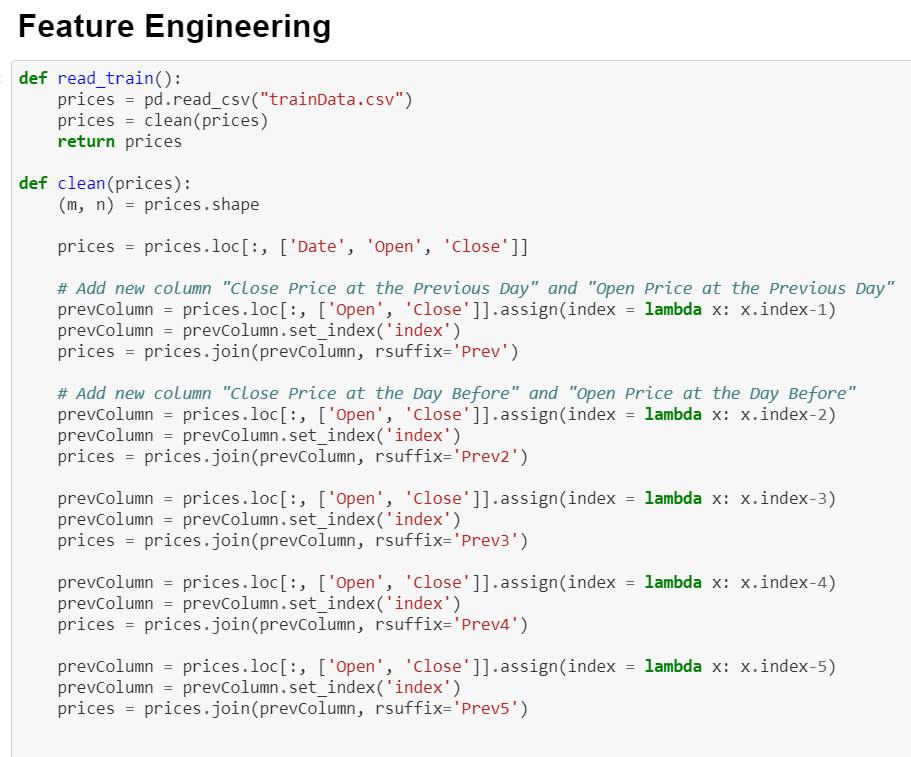 Feature Engineering
def read_train():
    prices = pd.read_csv("trainData.csv")
    prices = clean(prices)
    return prices
def clean(prices):
    (m, n) = prices.shape
    prices = prices.loc[:, ['Date', 'Open', 'Close']]
    # Add new column "Close Price at the Previous Day" and "Open Price at the Previous Day"
    prevColumn = prices.loc[:, ['Open', 'Close']].assign(index = lambda x: x.index-1)
    prevColumn = prevColumn.set_index('index')
    prices = prices.join(prevColumn, rsuffix='Prev')
    # Add new column "Close Price at the Day Before" and "Open Price at the Day Before"
    prevColumn = prices.loc[:, ['Open', 'Close']].assign(index = lambda x: x.index-2)
    prevColumn = prevColumn.set_index('index')
    prices = prices.join(prevColumn, rsuffix='Prev2')
    prevColumn = prices.loc[:, ['Open', 'Close']].assign(index = lambda x: x.index-3)
    prevColumn = prevColumn.set_index('index')
    prices = prices.join(prevColumn, rsuffix='Prev3')
    prevColumn = prices.loc[:, ['Open', 'Close']].assign(index = lambda x: x.index-4)
    prevColumn = prevColumn.set_index('index')
    prices = prices.join(prevColumn, rsuffix='Prev4')
    prevColumn = prices.loc[:, ['Open', 'Close']].assign(index = lambda x: x.index-5)
    prevColumn = prevColumn.set_index('index')
    prices = prices.join(prevColumn, rsuffix='Prev5')